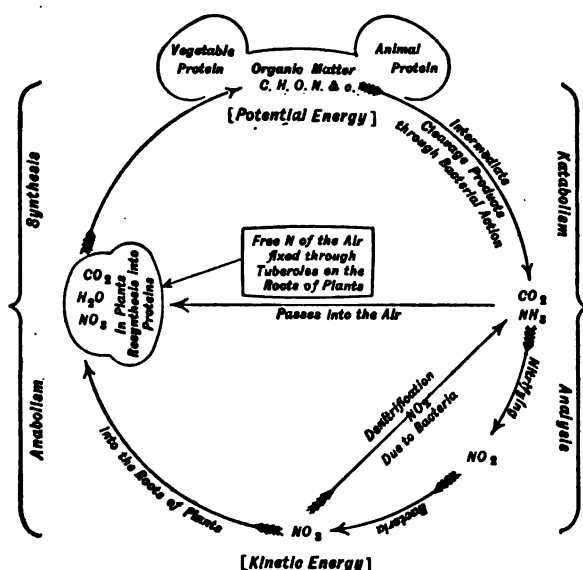 Vegetable
Protein
Animal
Protein
Organic Matter
C. H. O. N. & c.
[Potential Energy]
Intermediate
Cleavage Products
through Bacterial Action
Synthesis
Katabolism
Free N of the Air
fixed through
Tubercles on the
Roots of Plants
CO2
H2O
NO3
In Plants
Resynthesis into
Proteins
Passes into the Air
CO2
NH3
Nitrifying
Denitrification
NO2
Due to Bacteria
Anabolism
Analysis
NO2
Into the Roots of Plants
Bacteria
NO3
[Kinetic Energy]